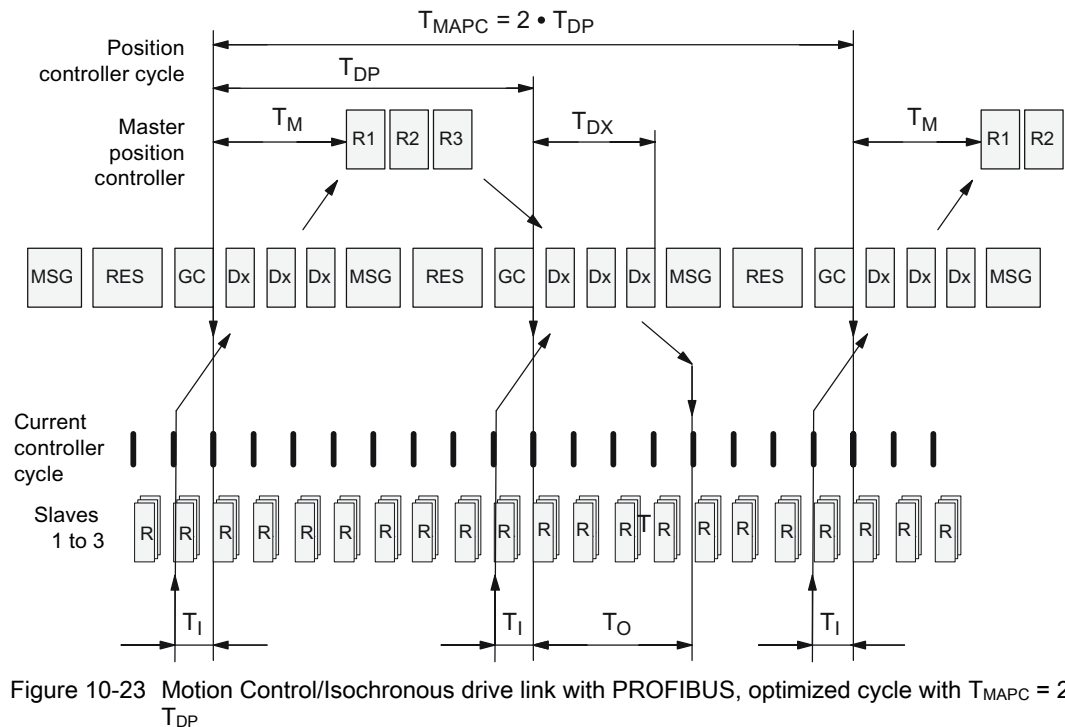 T_MAPC = 2 • T_DP
Position
controller cycle
T_DP
Master
position
controller
T_M
R1 R2 R3
T_DX
T_M
R1 R2
MSG RES GC Dx Dx Dx MSG RES GC Dx Dx Dx MSG RES GC Dx Dx Dx MSG
Current
controller
cycle
Slaves
1 to 3
R R R R R R R R R R R R R T R R R R R R R R
T_I T_I T_O T_I
Figure 10-23 Motion Control/Isochronous drive link with PROFIBUS, optimized cycle with T_MAPC = 2
T_DP